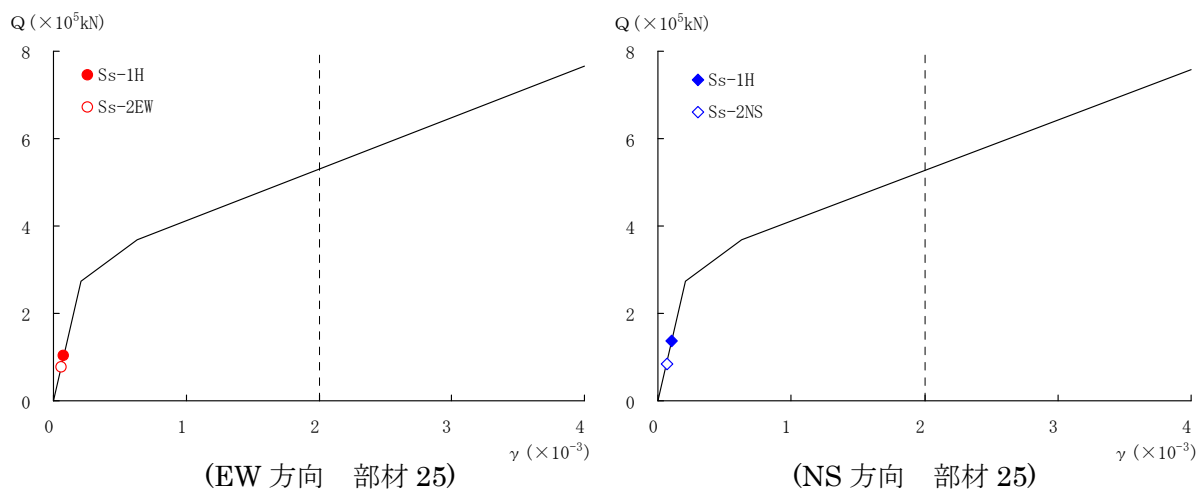 Q (×10⁵kN)
8
6
4
2
0
Ss-1H
Ss-2EW
0 1 2 3 4
γ (×10⁻³)
(EW 方向 部材 25)
Q (×10⁵kN)
8
6
4
2
0
Ss-1H
Ss-2NS
0 1 2 3 4
γ (×10⁻³)
(NS 方向 部材 25)